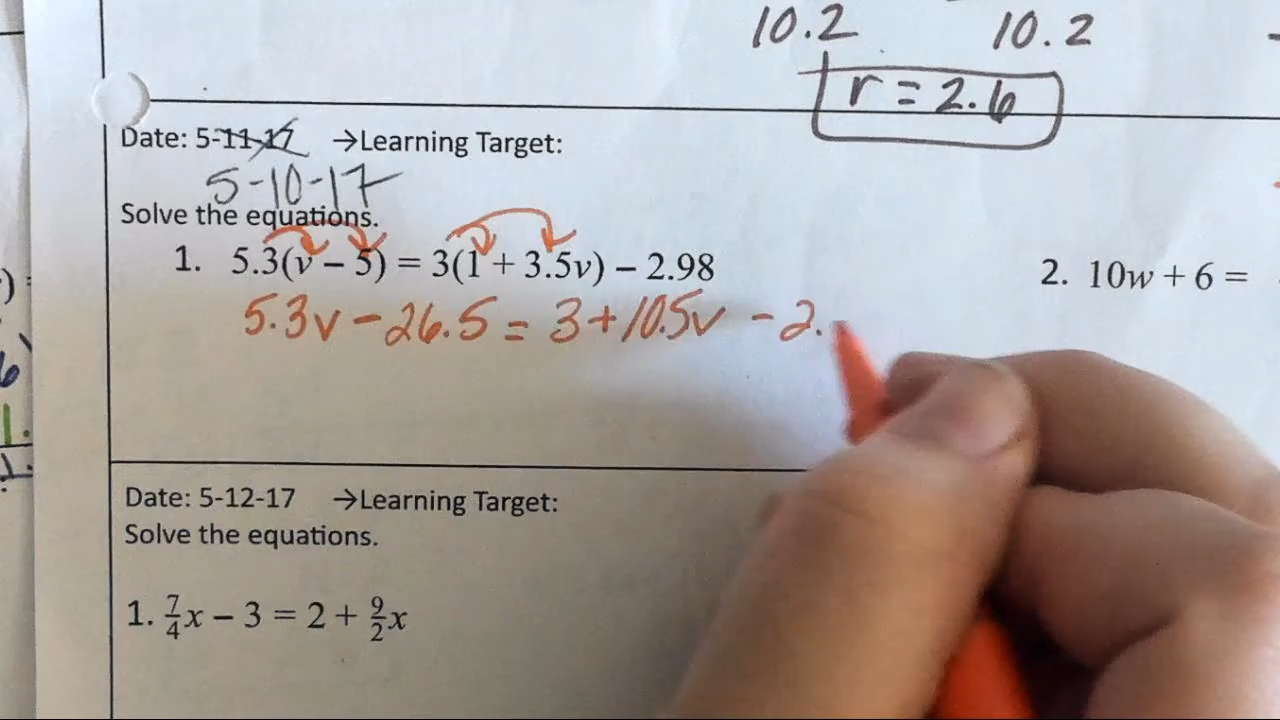 10.2 10.2
r = 2.6
Date: 5-11-17 →Learning Target:
5-10-17
Solve the equations.
1. 5.3(v – 5) = 3(1 + 3.5v) – 2.98
2. 10w + 6 =
5.3v – 26.5 = 3 + 10.5v – 2.
Date: 5-12-17 →Learning Target:
Solve the equations.
1. 7/4x – 3 = 2 + 9/2x